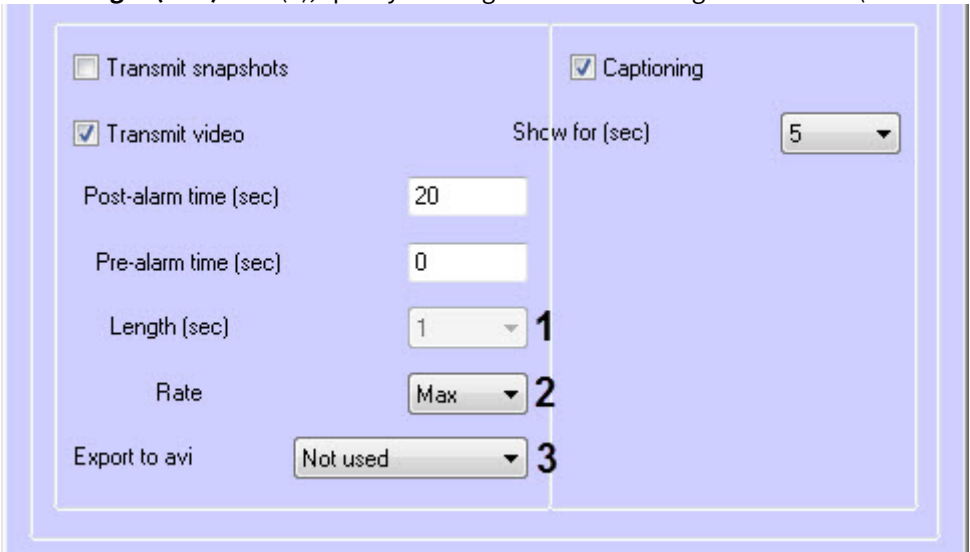 Transmit snapshots
Captioning
Transmit video
Show for (sec)
5
Post-alarm time (sec)
20
Pre-alarm time (sec)
0
Length (sec)
1
1
Rate
Max
2
Export to avi
Not used
3